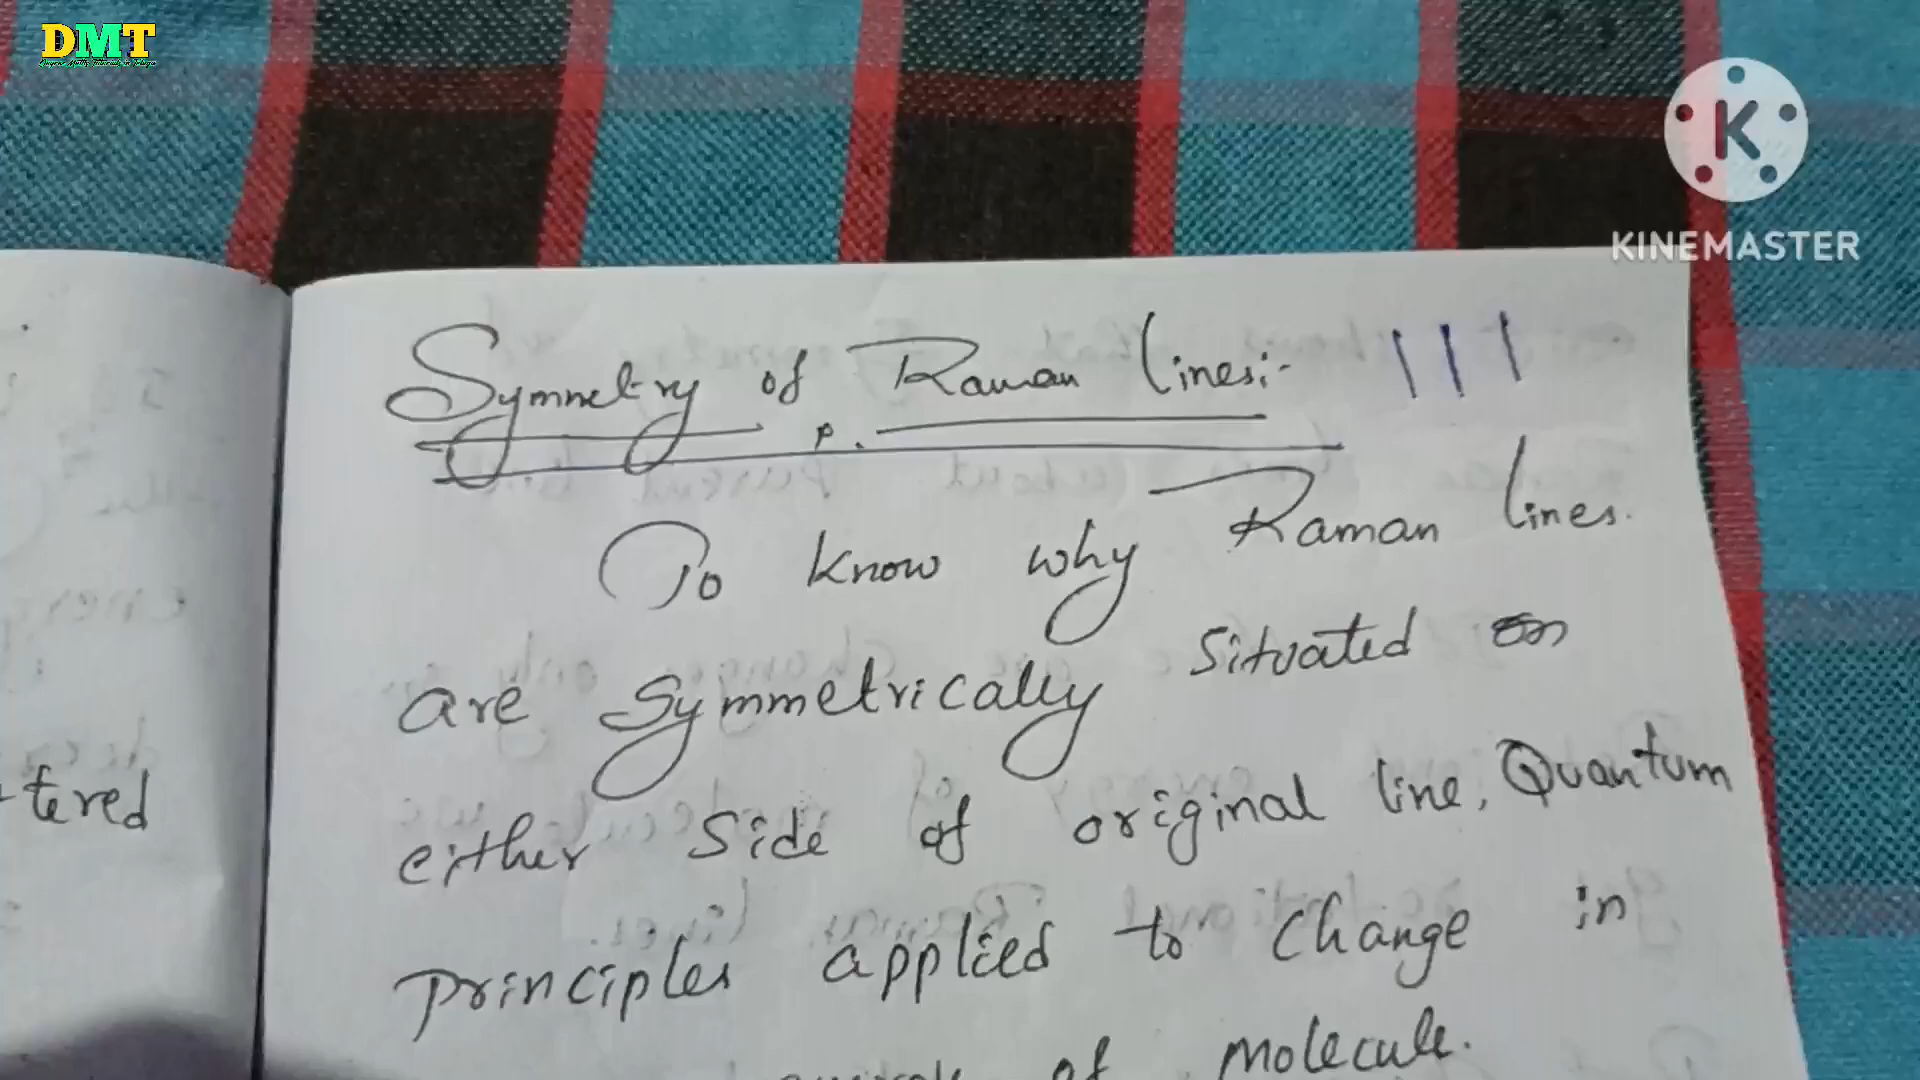 DMT
KINEMASTER
Symmetry of Raman lines:-
To know why Raman lines.
are Symmetrically Situated on
either Side of original line, Quantum
principles applied to Change in
of molecule.
tered